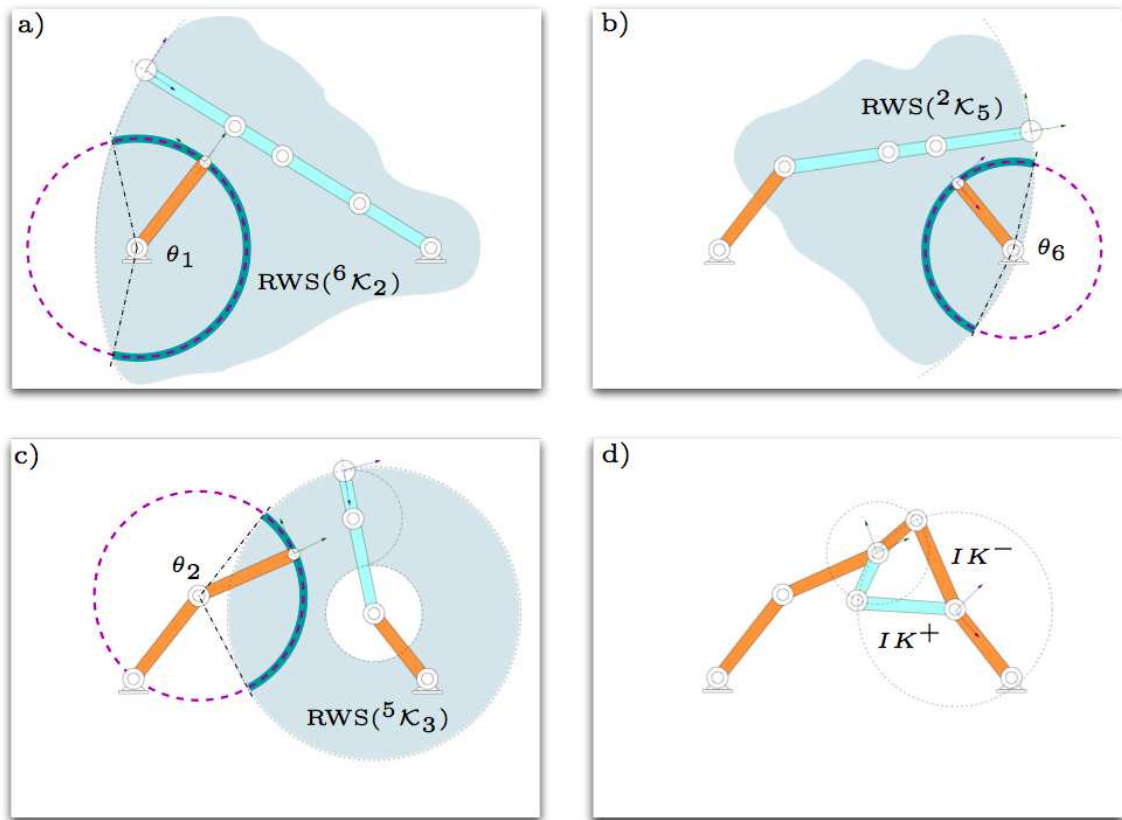 a)
θ₁
RWS(⁶𝒦₂)
b)
RWS(²𝒦₅)
θ₆
c)
θ₂
RWS(⁵𝒦₃)
d)
IK⁻
IK⁺